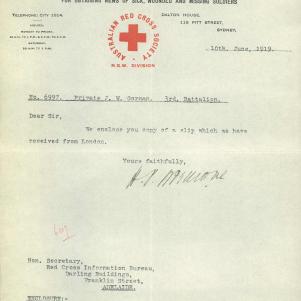 FOR OBTAINING NEWS OF SICK, WOUNDED AND MISSING SOLDIERS
TELEPHONE: CITY
DALTON HOUSE,
115 PITT STREET,
SYDNEY.
AUSTRALIAN RED CROSS SOCIETY
N.S.W. DIVISION
10th. June, 1919.
No. 6997. Private J. W. Gorman. 3rd. Battalion.
Dear Sir,
We enclose you copy of a slip which we have
received from London.
Yours faithfully,
Hon. Secretary,
Red Cross Information Bureau,
Darling Buildings,
Franklin Street,
ADELAIDE.